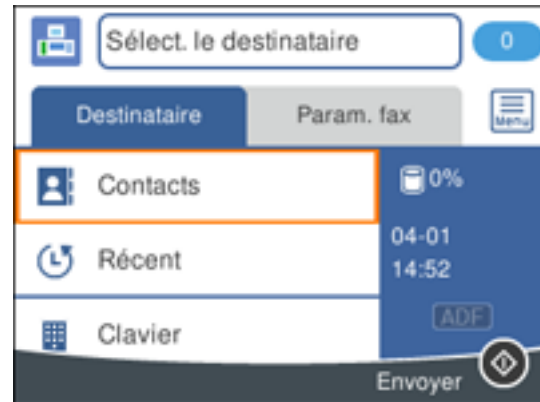 Sélect. le destinataire
0
Destinataire
Param. fax
Menu
Contacts
0%
Récent
04-01
14:52
Clavier
ADF
Envoyer